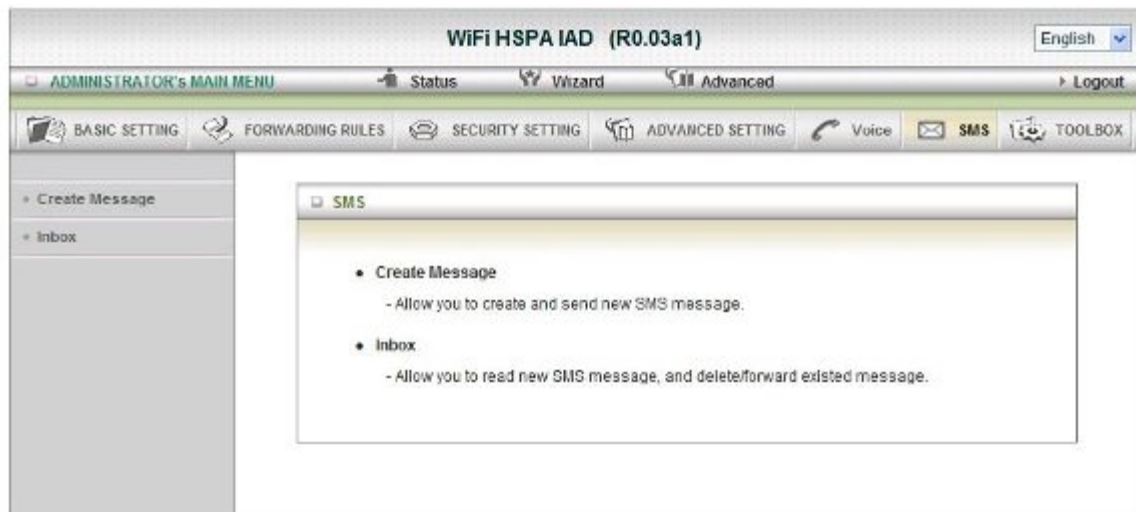 WiFi HSPA IAD (R0.03a1)
English
ADMINISTRATOR's MAIN MENU Status Wizard Advanced Logout
BASIC SETTING FORWARDING RULES SECURITY SETTING ADVANCED SETTING Voice SMS TOOLBOX
Create Message
Inbox
SMS
Create Message
- Allow you to create and send new SMS message.
Inbox
- Allow you to read new SMS message, and delete/forward existed message.